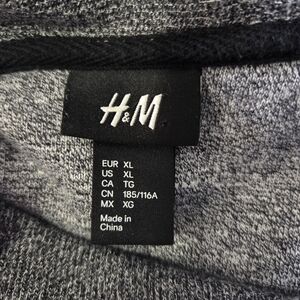 H&M
EUR XL
US XL
CA TG
CN 185/116A
MX XG
Made in
China